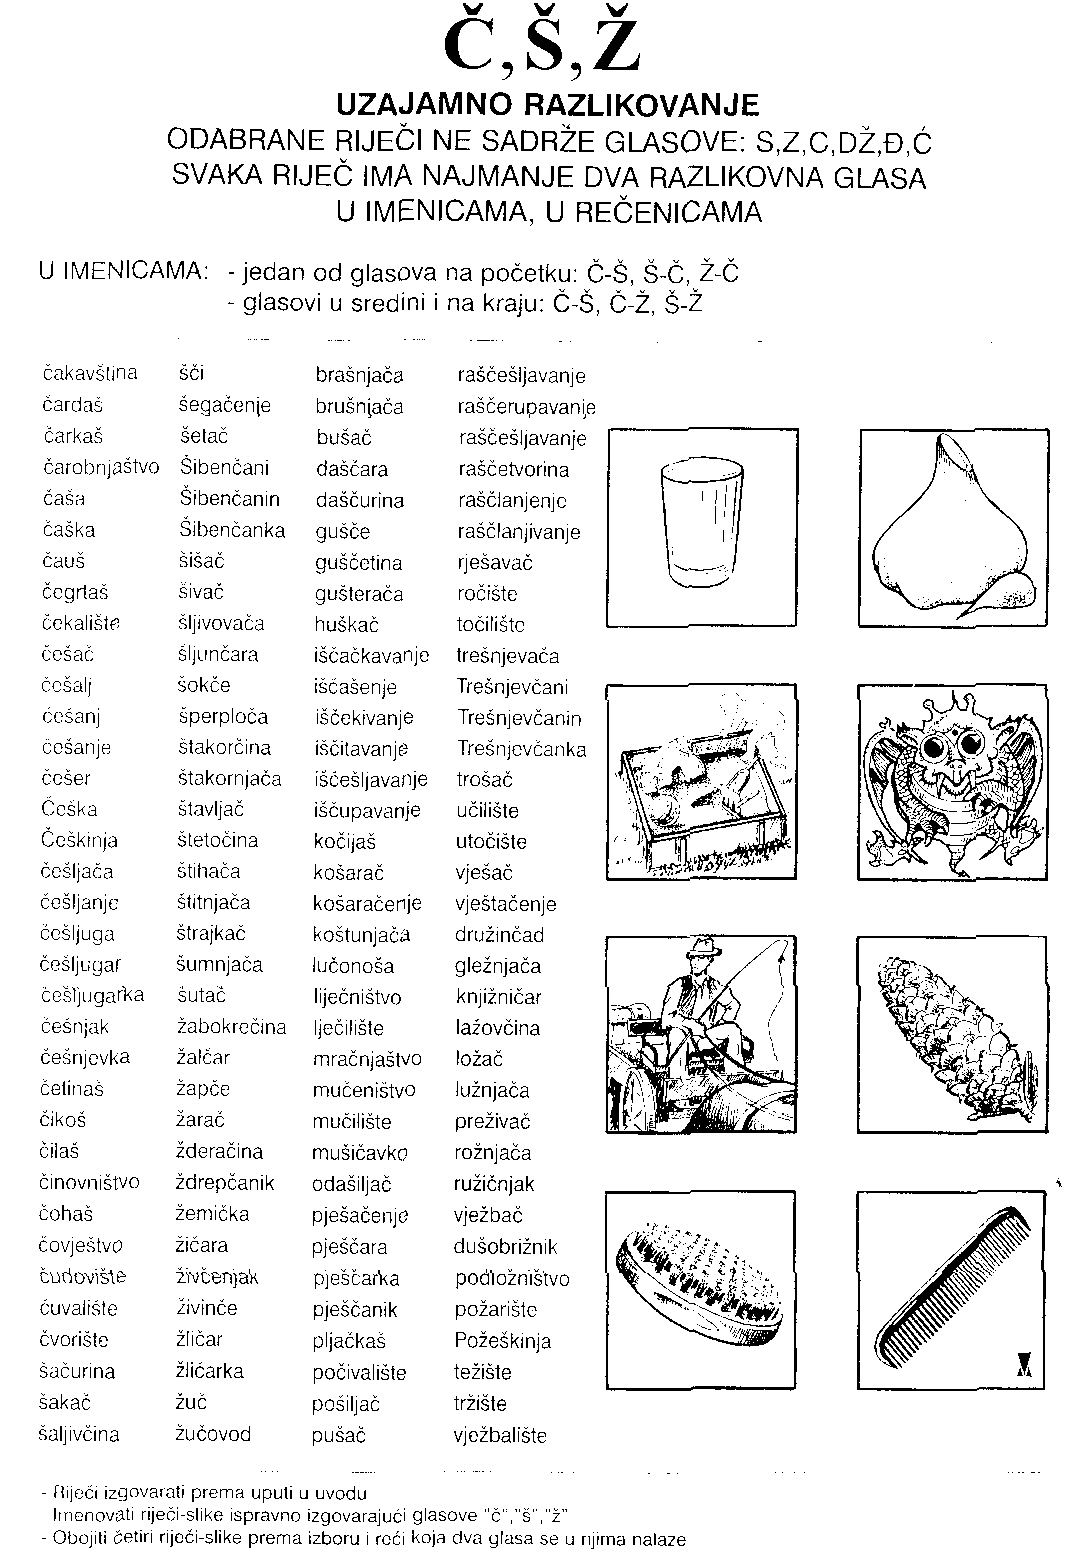 Č,Š,Ž
UZAJAMNO RAZLIKOVANJE
ODABRANE RIJEČI NE SADRŽE GLASOVE: S,Z,C,DŽ,Đ,Ć
SVAKA RIJEČ IMA NAJMANJE DVA RAZLIKOVNA GLASA
U IMENICAMA, U REČENICAMA
U IMENICAMA: - jedan od glasova na početku: Č-Š, Š-Č, Ž-Č
- glasovi u sredini i na kraju: Č-Š, Č-Ž, Š-Ž
čakavština
čardaš
čarkaš
čarobnjaštvo
čaša
čaška
čauš
čegrtaš
čekalište
češač
češalj
češanj
češanje
češer
Češka
Češkinja
češljača
češljanje
češljuga
češljugar
češljugarka
češnjak
češnjevka
četinaš
čikoš
čilaš
činovništvo
čohaš
čovještvo
čudovište
čuvalište
čvorište
šačurina
šakač
šaljivčina
šči
šegačenje
šetač
Šibenčani
Šibenčanin
Šibenčanka
šišač
šivač
šljivovača
šljunčara
šokče
šperploča
štakorčina
štakornjača
štavljač
štetočina
štihača
štitnjača
štrajkač
šumnjača
šutač
žabokrečina
žalčar
žapče
žarač
žderačina
ždrepčanik
žemička
žičara
živčenjak
živinče
žličar
žličarka
žuč
žučovod
brašnjača
brušnjača
bušač
daščara
daščurina
gušče
guščetina
gušterača
huškač
iščačkavanje
iščašenje
iščekivanje
iščitavanje
iščešljavanje
iščupavanje
kočijaš
košarač
košaračenje
koštunjača
lučonoša
liječništvo
lječilište
mračnjaštvo
mučeništvo
mučilište
mušičavko
odašiljač
pješačenje
pješčara
pješčarka
pješčanik
pljačkaš
počivalište
pošiljač
pušač
raščešljavanje
raščerupavanje
raščešljavanje
raščetvorina
raščlanjenje
raščlanjivanje
rješavač
ročište
točilište
trešnjevača
Trešnjevčani
Trešnjevčanin
Trešnjevčanka
trošač
učilište
utočište
vješač
vještačenje
družinčad
gležnjača
knjižničar
lažovčina
ložač
lužnjača
preživač
rožnjača
ružičnjak
vježbač
dušobrižnik
podložništvo
požarište
Požeškinja
težište
tržište
vježbalište
- Riječi izgovarati prema uputi u uvodu
Imenovati riječi-slike ispravno izgovarajući glasove "č","š","ž"
- Obojiti četiri riječi-slike prema izboru i reći koja dva glasa se u njima nalaze